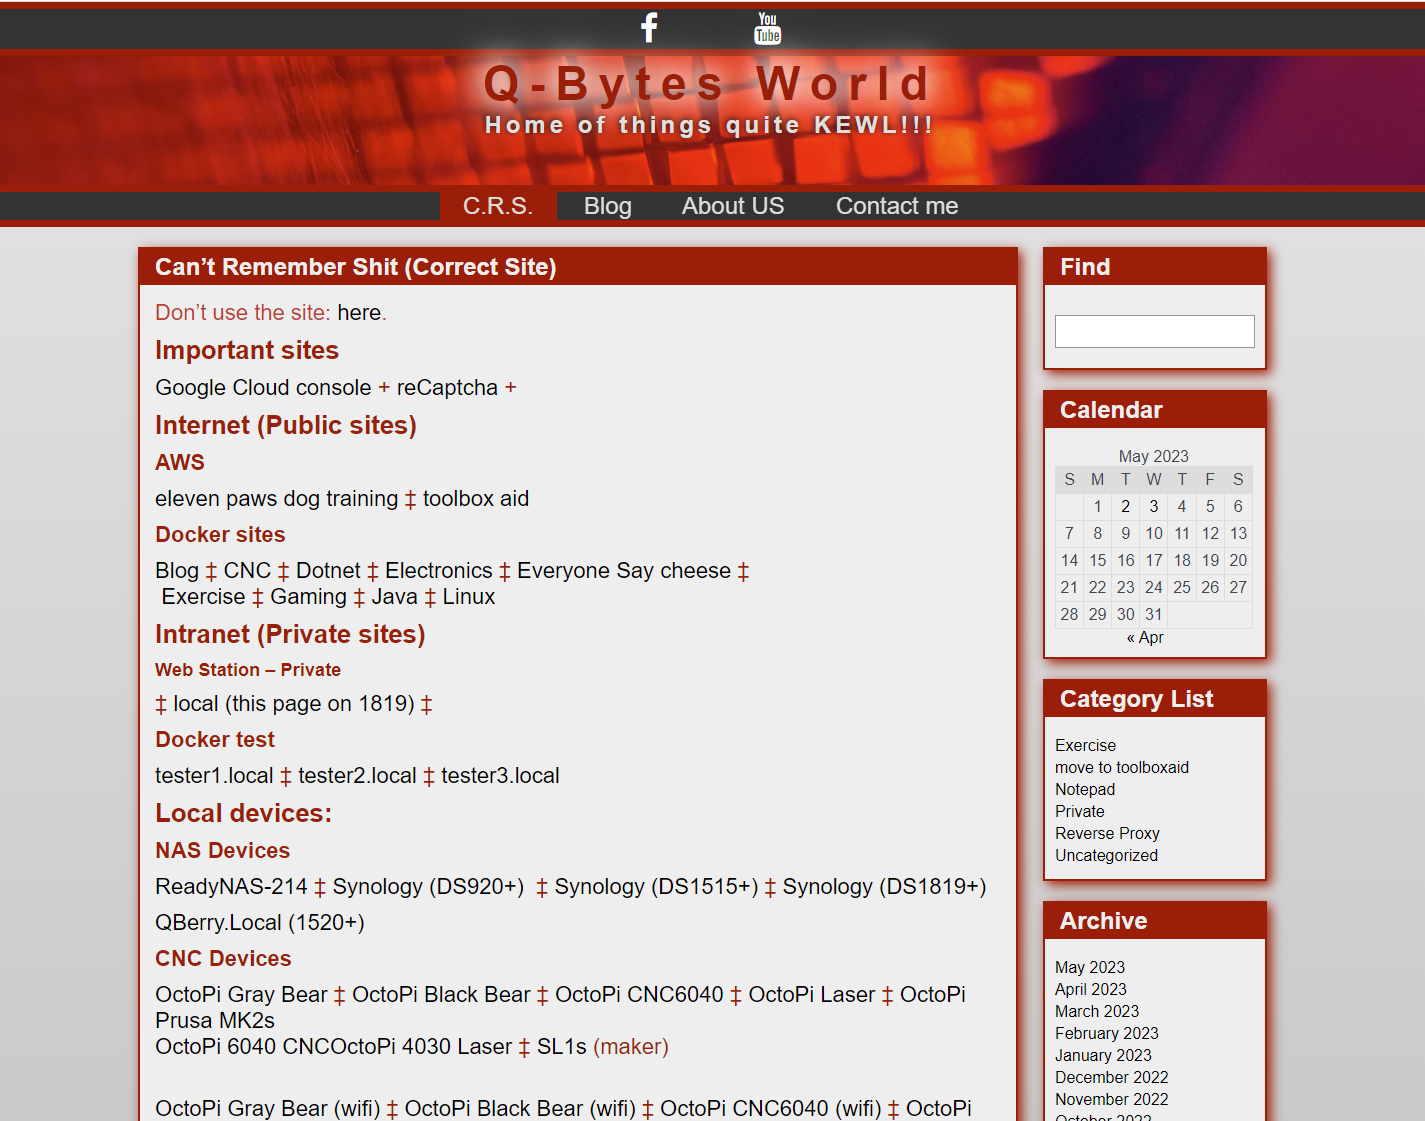 You
Tube
Q-Bytes World
Home of things quite KEWL!!!
C.R.S. Blog About US Contact me
Can’t Remember Shit (Correct Site)
Don’t use the site: here.
Important sites
Google Cloud console + reCaptcha +
Internet (Public sites)
AWS
eleven paws dog training ‡ toolbox aid
Docker sites
Blog ‡ CNC ‡ Dotnet ‡ Electronics ‡ Everyone Say cheese ‡
Exercise ‡ Gaming ‡ Java ‡ Linux
Intranet (Private sites)
Web Station – Private
‡ local (this page on 1819) ‡
Docker test
tester1.local ‡ tester2.local ‡ tester3.local
Local devices:
NAS Devices
ReadyNAS-214 ‡ Synology (DS920+) ‡ Synology (DS1515+) ‡ Synology (DS1819+)
QBerry.Local (1520+)
CNC Devices
OctoPi Gray Bear ‡ OctoPi Black Bear ‡ OctoPi CNC6040 ‡ OctoPi Laser ‡ OctoPi
Prusa MK2s
OctoPi 6040 CNCOctoPi 4030 Laser ‡ SL1s (maker)
OctoPi Gray Bear (wifi) ‡ OctoPi Black Bear (wifi) ‡ OctoPi CNC6040 (wifi) ‡ OctoPi
Find
Calendar
May 2023
S M T W T F S
1 2 3 4 5 6
7 8 9 10 11 12 13
14 15 16 17 18 19 20
21 22 23 24 25 26 27
28 29 30 31
« Apr
Category List
Exercise
move to toolboxaid
Notepad
Private
Reverse Proxy
Uncategorized
Archive
May 2023
April 2023
March 2023
February 2023
January 2023
December 2022
November 2022
October 2022